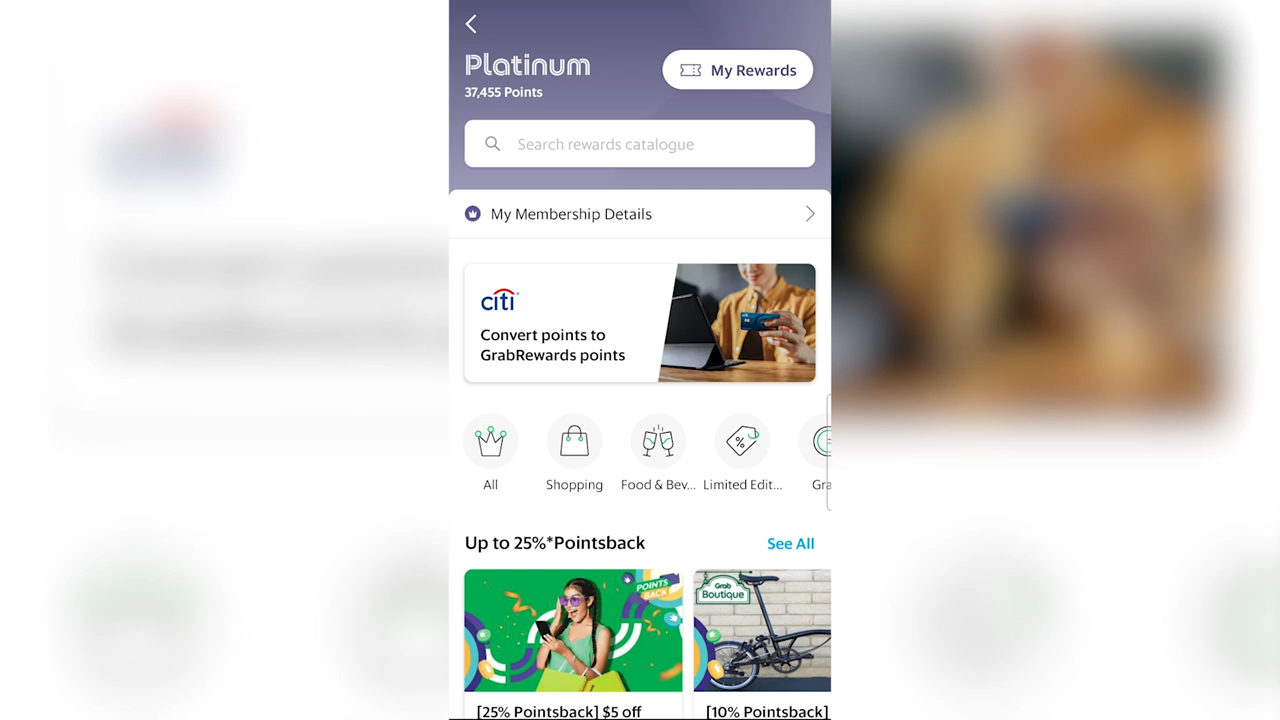 Platinum
My Rewards
37,455 Points
Search rewards catalogue
My Membership Details
citi
Convert points to
GrabRewards points
All
Shopping
Food & Bev...
Limited Edit...
Gra
Up to 25%*Pointsback
See All
POINTS
BACK
Grab
Boutique
[25% Pointsback] $5 off
[10% Pointsback]